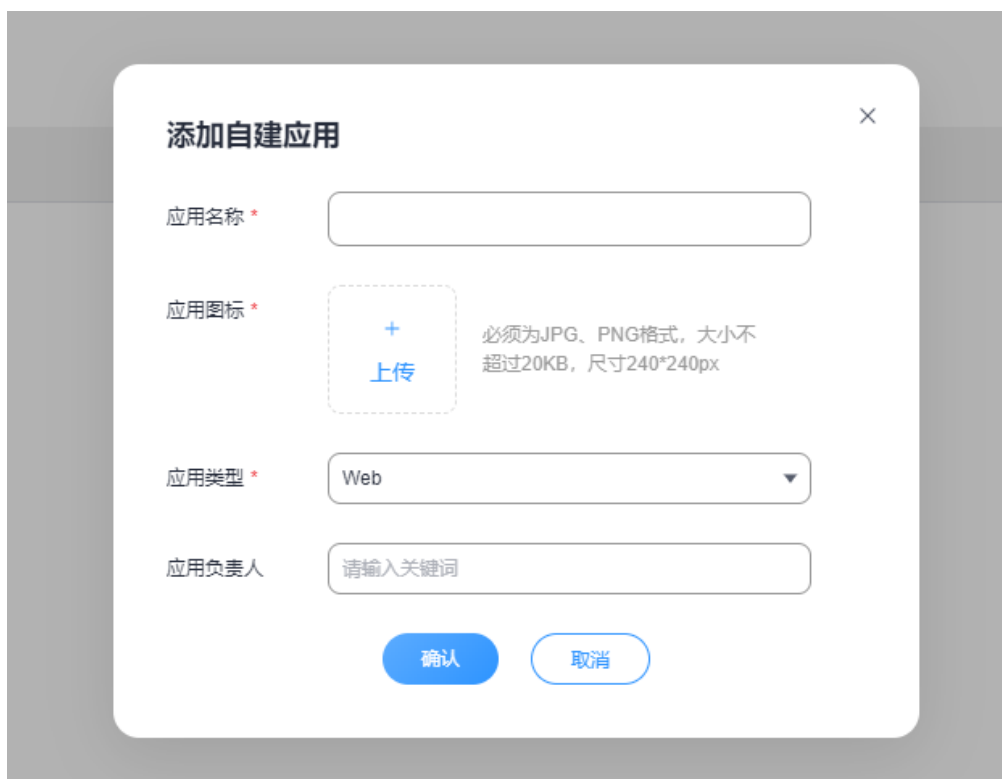 添加自建应用
应用名称 *
应用图标 *
+
上传
必须为JPG、PNG格式，大小不
超过20KB，尺寸240*240px
应用类型 *
Web
应用负责人
请输入关键词
确认
取消